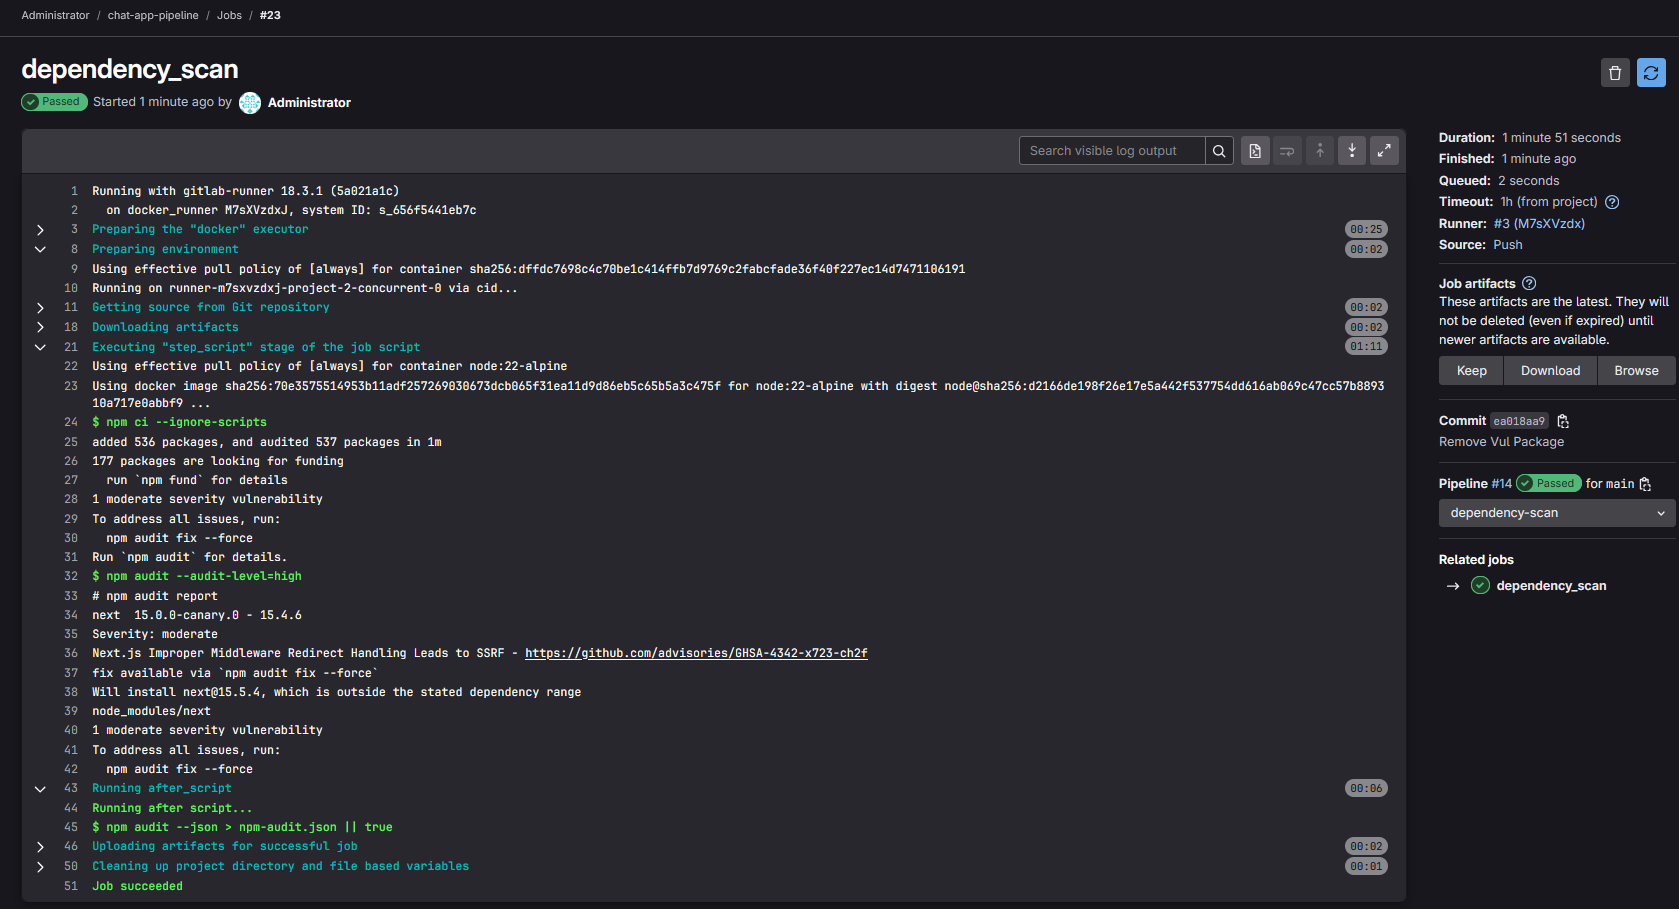 Administrator / chat-app-pipeline / Jobs / #23
dependency_scan
Passed Started 1 minute ago by Administrator
Search visible log output
1 Running with gitlab-runner 18.3.1 (5a021a1c)
2 on docker_runner M7sXVzdxJ, system ID: s_656f5441eb7c
3 Preparing the "docker" executor 00:25
8 Preparing environment 00:02
9 Using effective pull policy of [always] for container sha256:dffdc7698c4c70be1c414ffb7d9769c2fabcfade36f40f227ec14d7471106191
10 Running on runner-m7sxvzdxj-project-2-concurrent-0 via cid...
11 Getting source from Git repository 00:02
18 Downloading artifacts 00:02
21 Executing "step_script" stage of the job script 01:11
22 Using effective pull policy of [always] for container node:22-alpine
23 Using docker image sha256:70e3575514953b11adf257269030673dcb065f31ea11d9d86eb5c65b5a3c475f for node:22-alpine with digest node@sha256:d2166de198f26e17e5a442f537754dd616ab069c47cc57b8893
10a717e0abbf9 ...
24 $ npm ci --ignore-scripts
25 added 536 packages, and audited 537 packages in 1m
26 177 packages are looking for funding
27 run `npm fund` for details
28 1 moderate severity vulnerability
29 To address all issues, run:
30 npm audit fix --force
31 Run `npm audit` for details.
32 $ npm audit --audit-level=high
33 # npm audit report
34 next 15.0.0-canary.0 - 15.4.6
35 Severity: moderate
36 Next.js Improper Middleware Redirect Handling Leads to SSRF - https://github.com/advisories/GHSA-4342-x723-ch2f
37 fix available via `npm audit fix --force`
38 Will install next@15.5.4, which is outside the stated dependency range
39 node_modules/next
40 1 moderate severity vulnerability
41 To address all issues, run:
42 npm audit fix --force
43 Running after_script 00:06
44 Running after script...
45 $ npm audit --json > npm-audit.json || true
46 Uploading artifacts for successful job 00:02
50 Cleaning up project directory and file based variables 00:01
51 Job succeeded
Duration: 1 minute 51 seconds
Finished: 1 minute ago
Queued: 2 seconds
Timeout: 1h (from project)
Runner: #3 (M7sXVzdx)
Source: Push
Job artifacts
These artifacts are the latest. They will
not be deleted (even if expired) until
newer artifacts are available.
Keep Download Browse
Commit ea018aa9
Remove Vul Package
Pipeline #14 Passed for main
dependency-scan
Related jobs
→ dependency_scan